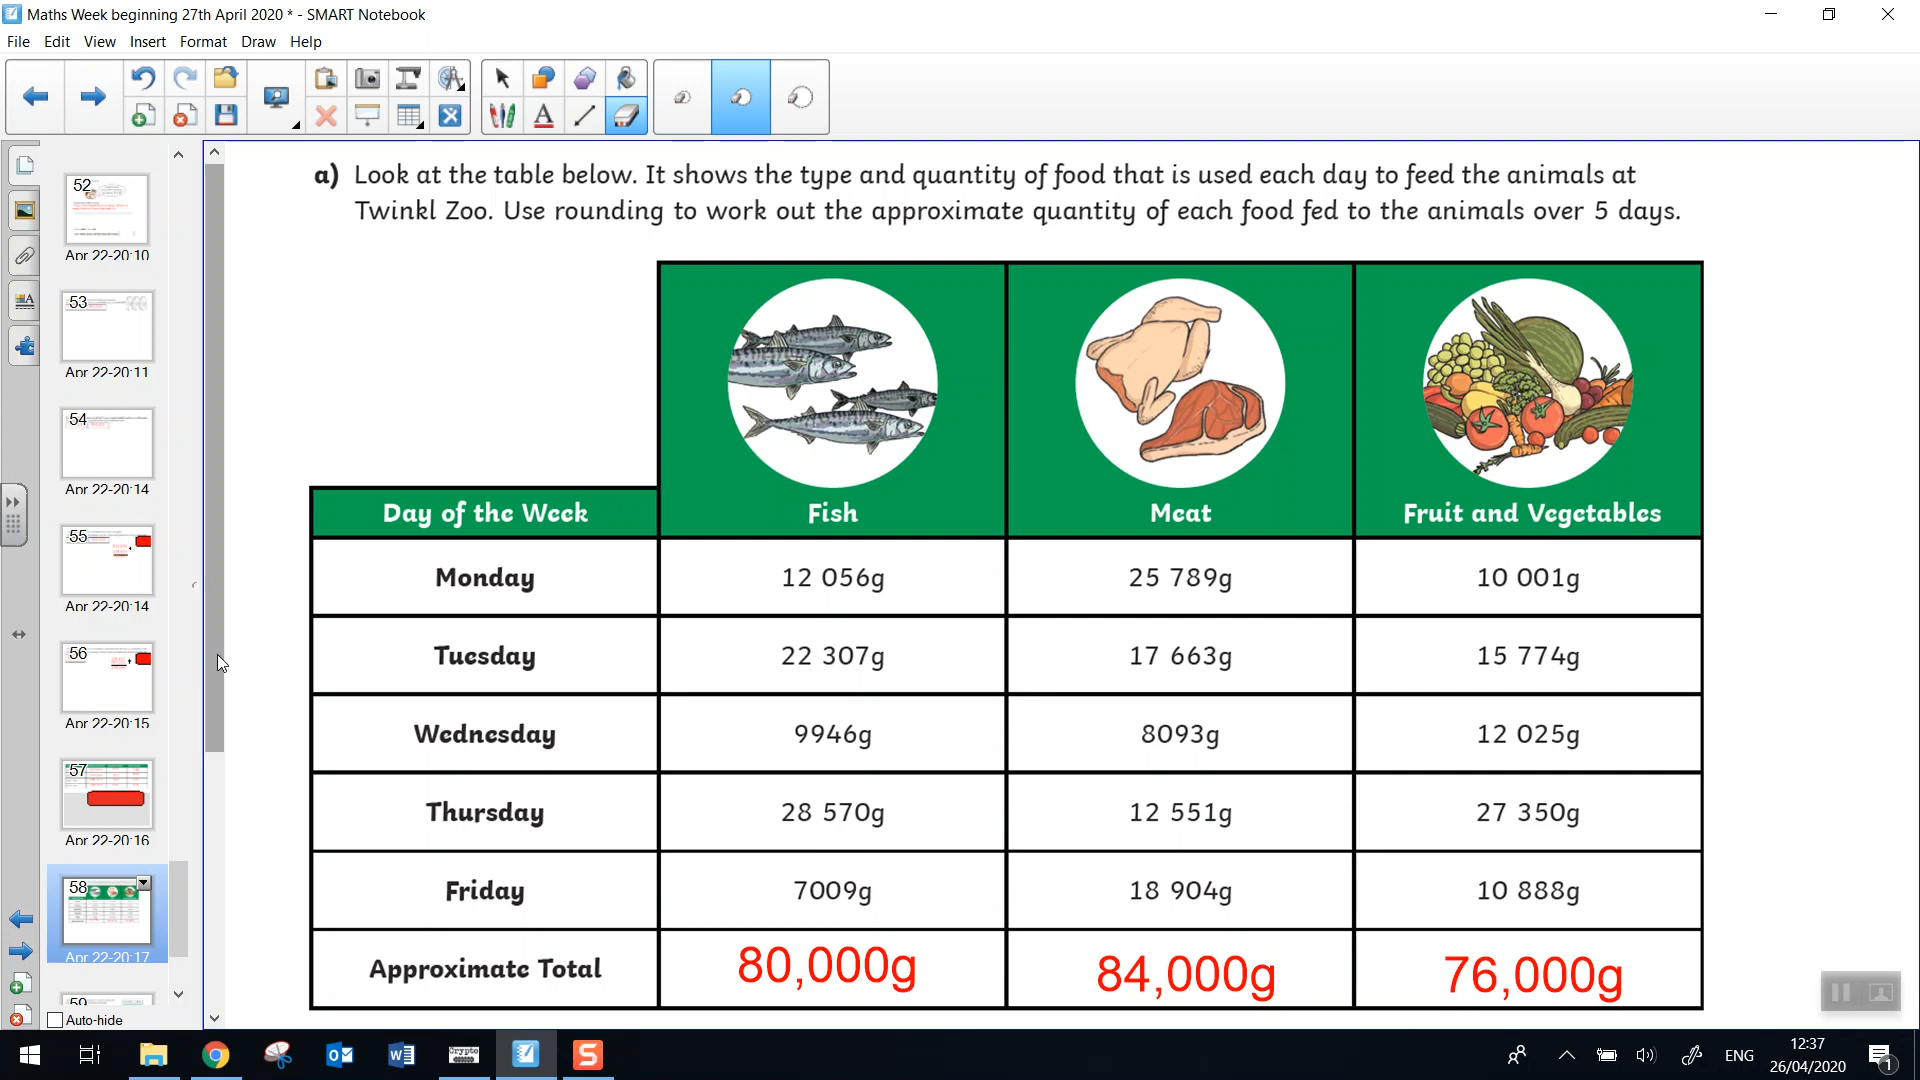 Maths Week beginning 27th April 2020 * - SMART Notebook
File Edit View Insert Format Draw Help
52
Apr 22-20:10
53
Apr 22-20:11
54
Apr 22-20:14
55
Apr 22-20:14
56
Apr 22-20:15
57
Apr 22-20:16
58
Apr 22-20:17
59
Auto-hide
a) Look at the table below. It shows the type and quantity of food that is used each day to feed the animals at
Twinkl Zoo. Use rounding to work out the approximate quantity of each food fed to the animals over 5 days.
Day of the Week Fish Meat Fruit and Vegetables
Monday 12 056g 25 789g 10 001g
Tuesday 22 307g 17 663g 15 774g
Wednesday 9946g 8093g 12 025g
Thursday 28 570g 12 551g 27 350g
Friday 7009g 18 904g 10 888g
Approximate Total 80,000g 84,000g 76,000g
Crypto
ENG
12:37
26/04/2020
1